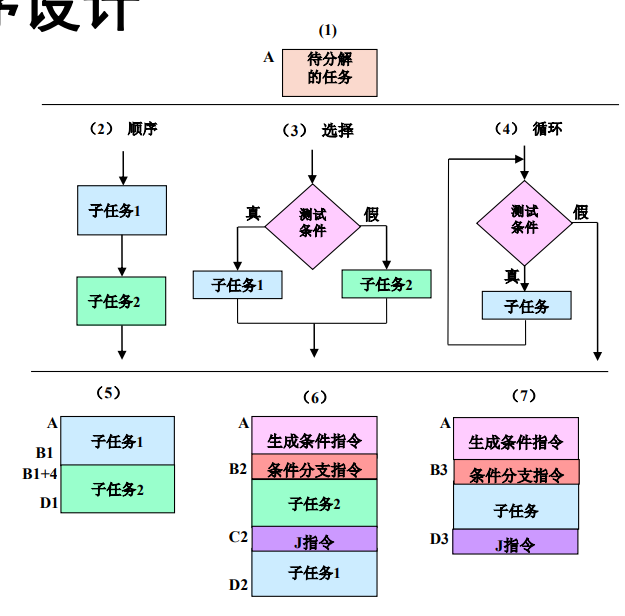 序设计
(1)
A
待分解
的任务
（2） 顺序
（3） 选择
（4） 循环
子任务1
子任务2
真
测试
条件
假
子任务1
子任务2
测试
条件
假
真
子任务
（5）
A
子任务1
B1
B1+4
子任务2
D1
（6）
A
生成条件指令
B2
条件分支指令
子任务2
C2
J指令
子任务1
D2
（7）
A
生成条件指令
B3
条件分支指令
子任务
D3
J指令